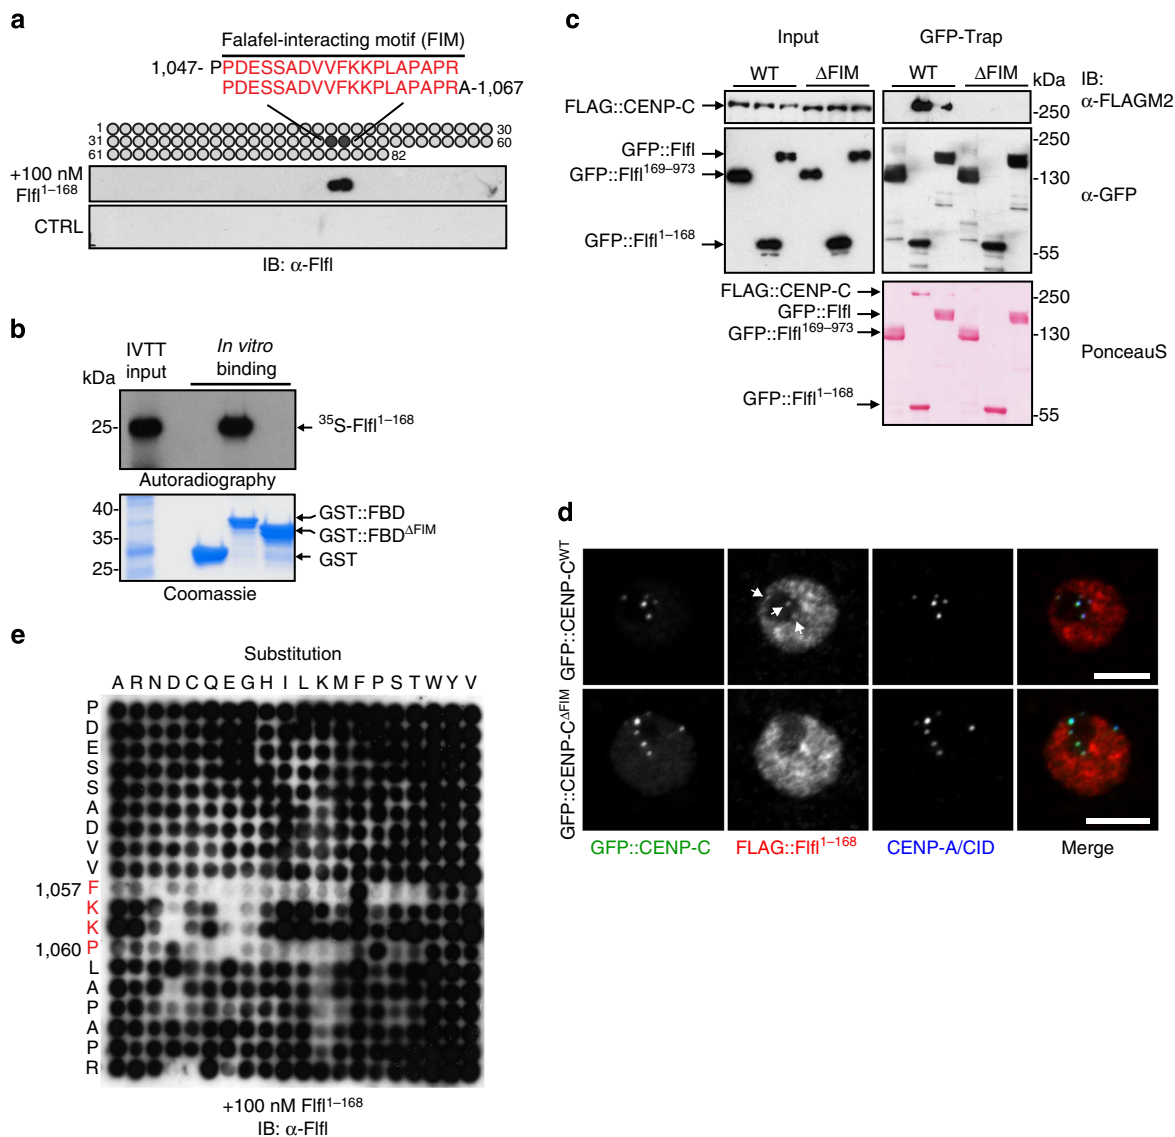 a
Falafel-interacting motif (FIM)
1,047- PPDESSADVVFKKPLAPAPR
PDESSADVVFKKPLAPAPRA-1,067
1 30
31 60
61 82
+100 nM
Flfl1–168
CTRL
IB: α-Flfl
b
IVTT
input
In vitro
binding
kDa
25-
35S-Flfl1–168
Autoradiography
40-
35-
25-
GST::FBD
GST::FBDΔFIM
GST
Coomassie
c
Input GFP-Trap
WT ΔFIM WT ΔFIM kDa IB:
FLAG::CENP-C -250 α-FLAGM2
GFP::Flfl -250
GFP::Flfl169–973 -130
α-GFP
GFP::Flfl1–168 -55
FLAG::CENP-C -250
GFP::Flfl
GFP::Flfl169–973 -130
PonceauS
GFP::Flfl1–168 -55
d
GFP::CENP-CWT
GFP::CENP-CΔFIM
GFP::CENP-C FLAG::Flfl1–168 CENP-A/CID Merge
e
Substitution
A R N D C Q E G H I L K M F P S T W Y V
P
D
E
S
S
A
D
V
V
1,057 F
K
K
1,060 P
L
A
P
A
P
R
+100 nM Flfl1–168
IB: α-Flfl